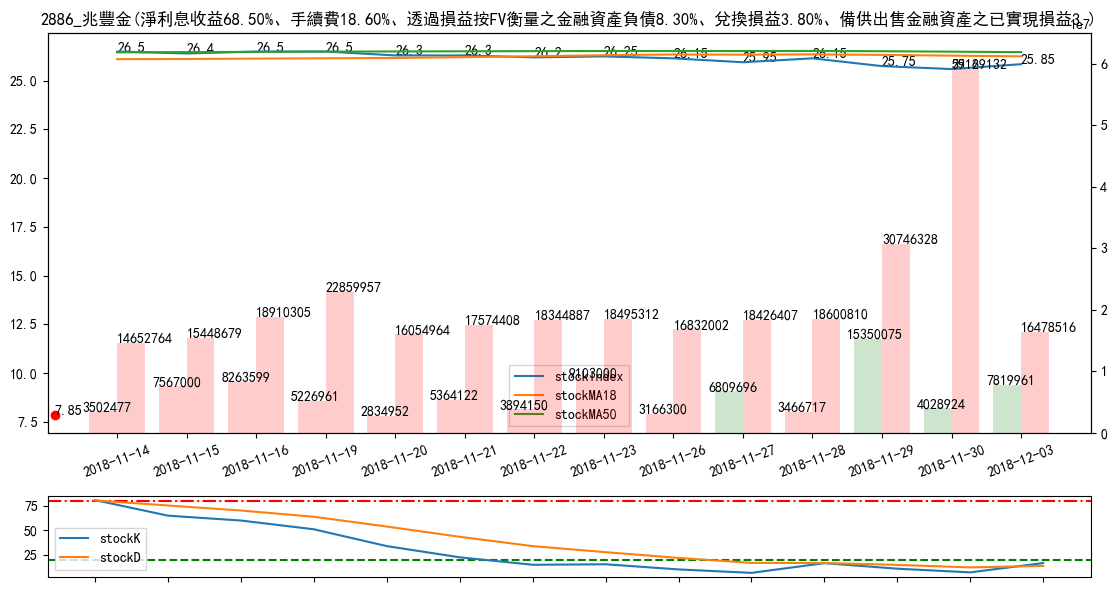 2886_兆豐金(淨利息收益68.50%、手續費18.60%、透過損益按FV衡量之金融資產負債8.30%、兌換損益3.80%、備供出售金融資產之已實現損益3.)
1e7
26.5 26.4 26.5 26.5 26.3 26.3 26.2 26.25 26.15 25.95 26.15 25.75 25.6 25.85
59189132
25.0
22.5
20.0
17.5
15.0
12.5
10.0
7.5
6
5
4
3
2
1
0
14652764 15448679 18910305 22859957 16054964 17574408 18344887 18495312 16832002 18426407 18600810 30746328 16478516
7.85 3502477 7567000 8263599 5226961 2834952 5364122 3894150 9103000 3166300 6809696 3466717 15350075 4028924 7819961
stockIndex
stockMA18
stockMA50
2018-11-14 2018-11-15 2018-11-16 2018-11-19 2018-11-20 2018-11-21 2018-11-22 2018-11-23 2018-11-26 2018-11-27 2018-11-28 2018-11-29 2018-11-30 2018-12-03
75
50
25
stockK
stockD